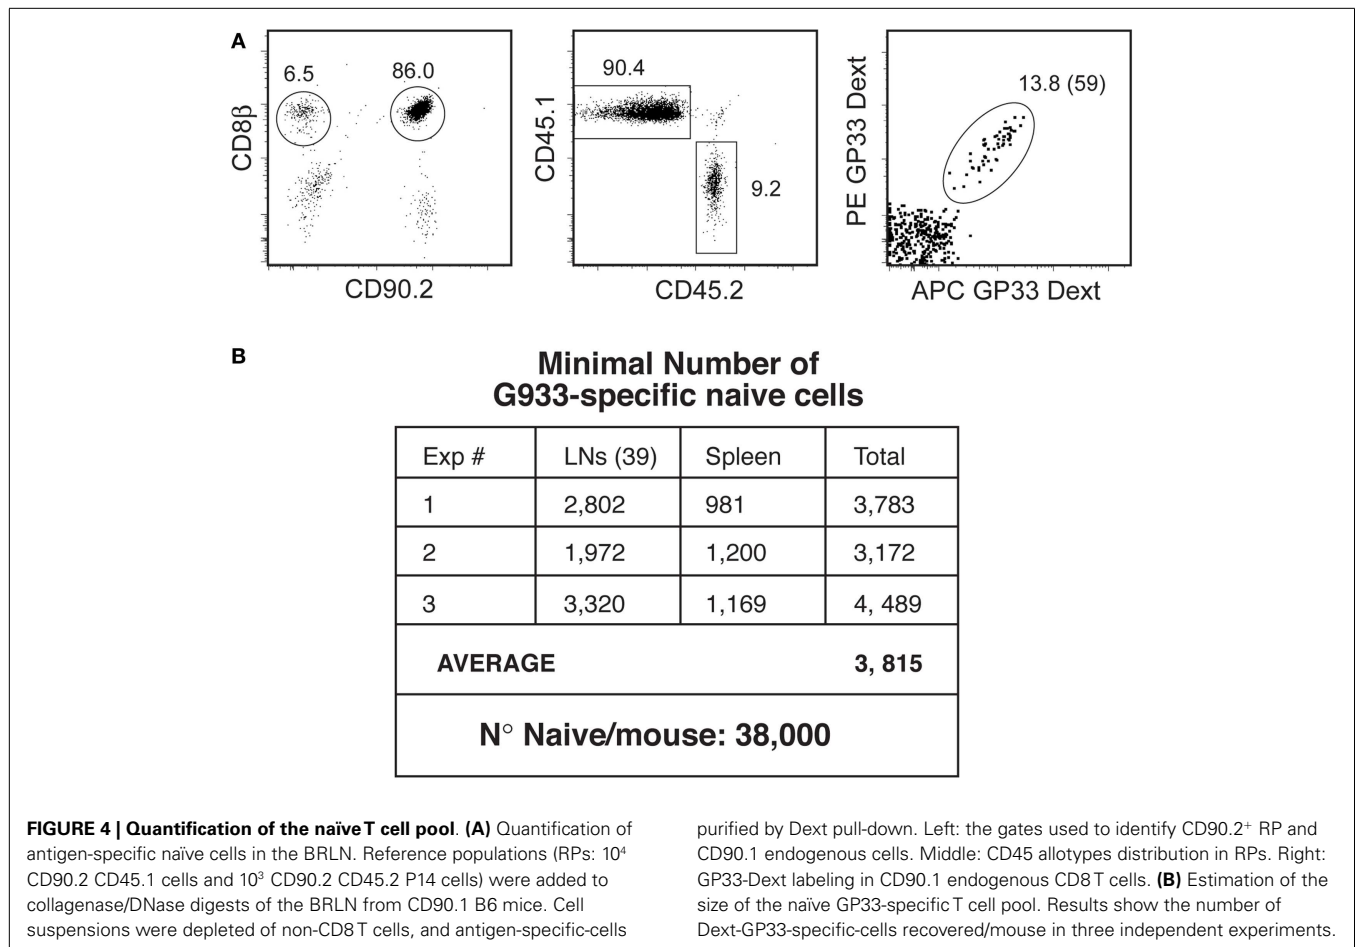 A
6.5
86.0
CD8β
CD90.2
90.4
9.2
CD45.1
CD45.2
13.8 (59)
PE GP33 Dext
APC GP33 Dext
B
Minimal Number of
G933-specific naive cells
Exp # LNs (39) Spleen Total
1 2,802 981 3,783
2 1,972 1,200 3,172
3 3,320 1,169 4, 489
AVERAGE 3, 815
N° Naive/mouse: 38,000
FIGURE 4 | Quantification of the naïve T cell pool. (A) Quantification of
antigen-specific naïve cells in the BRLN. Reference populations (RPs: 10⁴
CD90.2 CD45.1 cells and 10³ CD90.2 CD45.2 P14 cells) were added to
collagenase/DNase digests of the BRLN from CD90.1 B6 mice. Cell
suspensions were depleted of non-CD8 T cells, and antigen-specific-cells
purified by Dext pull-down. Left: the gates used to identify CD90.2⁺ RP and
CD90.1 endogenous cells. Middle: CD45 allotypes distribution in RPs. Right:
GP33-Dext labeling in CD90.1 endogenous CD8 T cells. (B) Estimation of the
size of the naïve GP33-specific T cell pool. Results show the number of
Dext-GP33-specific-cells recovered/mouse in three independent experiments.